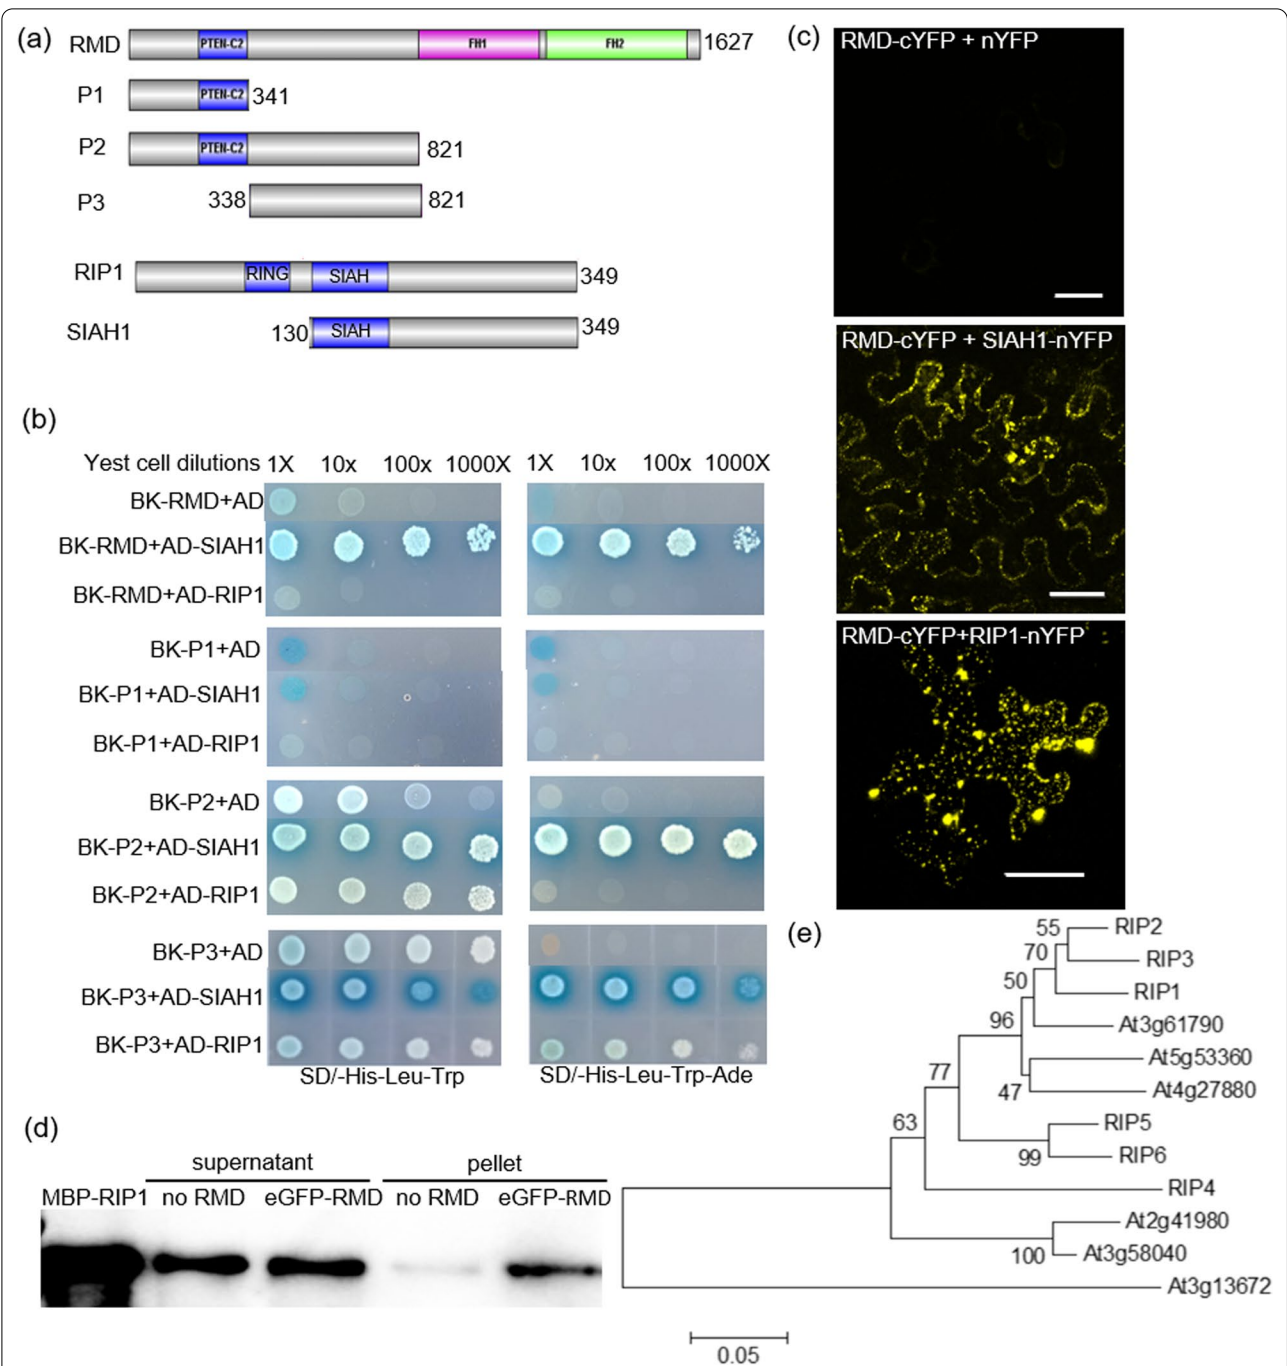 (a)
RMD PTEN-C2 FH1 FH2 1627
P1 PTEN-C2 341
P2 PTEN-C2 821
P3 338 821
RIP1 RING SIAH 349
SIAH1 130 SIAH 349
(b)
Yest cell dilutions 1X 10x 100x 1000X 1X 10x 100x 1000X
BK-RMD+AD
BK-RMD+AD-SIAH1
BK-RMD+AD-RIP1
BK-P1+AD
BK-P1+AD-SIAH1
BK-P1+AD-RIP1
BK-P2+AD
BK-P2+AD-SIAH1
BK-P2+AD-RIP1
BK-P3+AD
BK-P3+AD-SIAH1
BK-P3+AD-RIP1
SD/-His-Leu-Trp SD/-His-Leu-Trp-Ade
(c)
RMD-cYFP + nYFP
RMD-cYFP + SIAH1-nYFP
RMD-cYFP+RIP1-nYFP
(d)
supernatant pellet
MBP-RIP1 no RMD eGFP-RMD no RMD eGFP-RMD
(e)
55 RIP2
70 RIP3
50 RIP1
96 At3g61790
At5g53360
77 47 At4g27880
63 RIP5
99 RIP6
RIP4
At2g41980
100 At3g58040
At3g13672
0.05